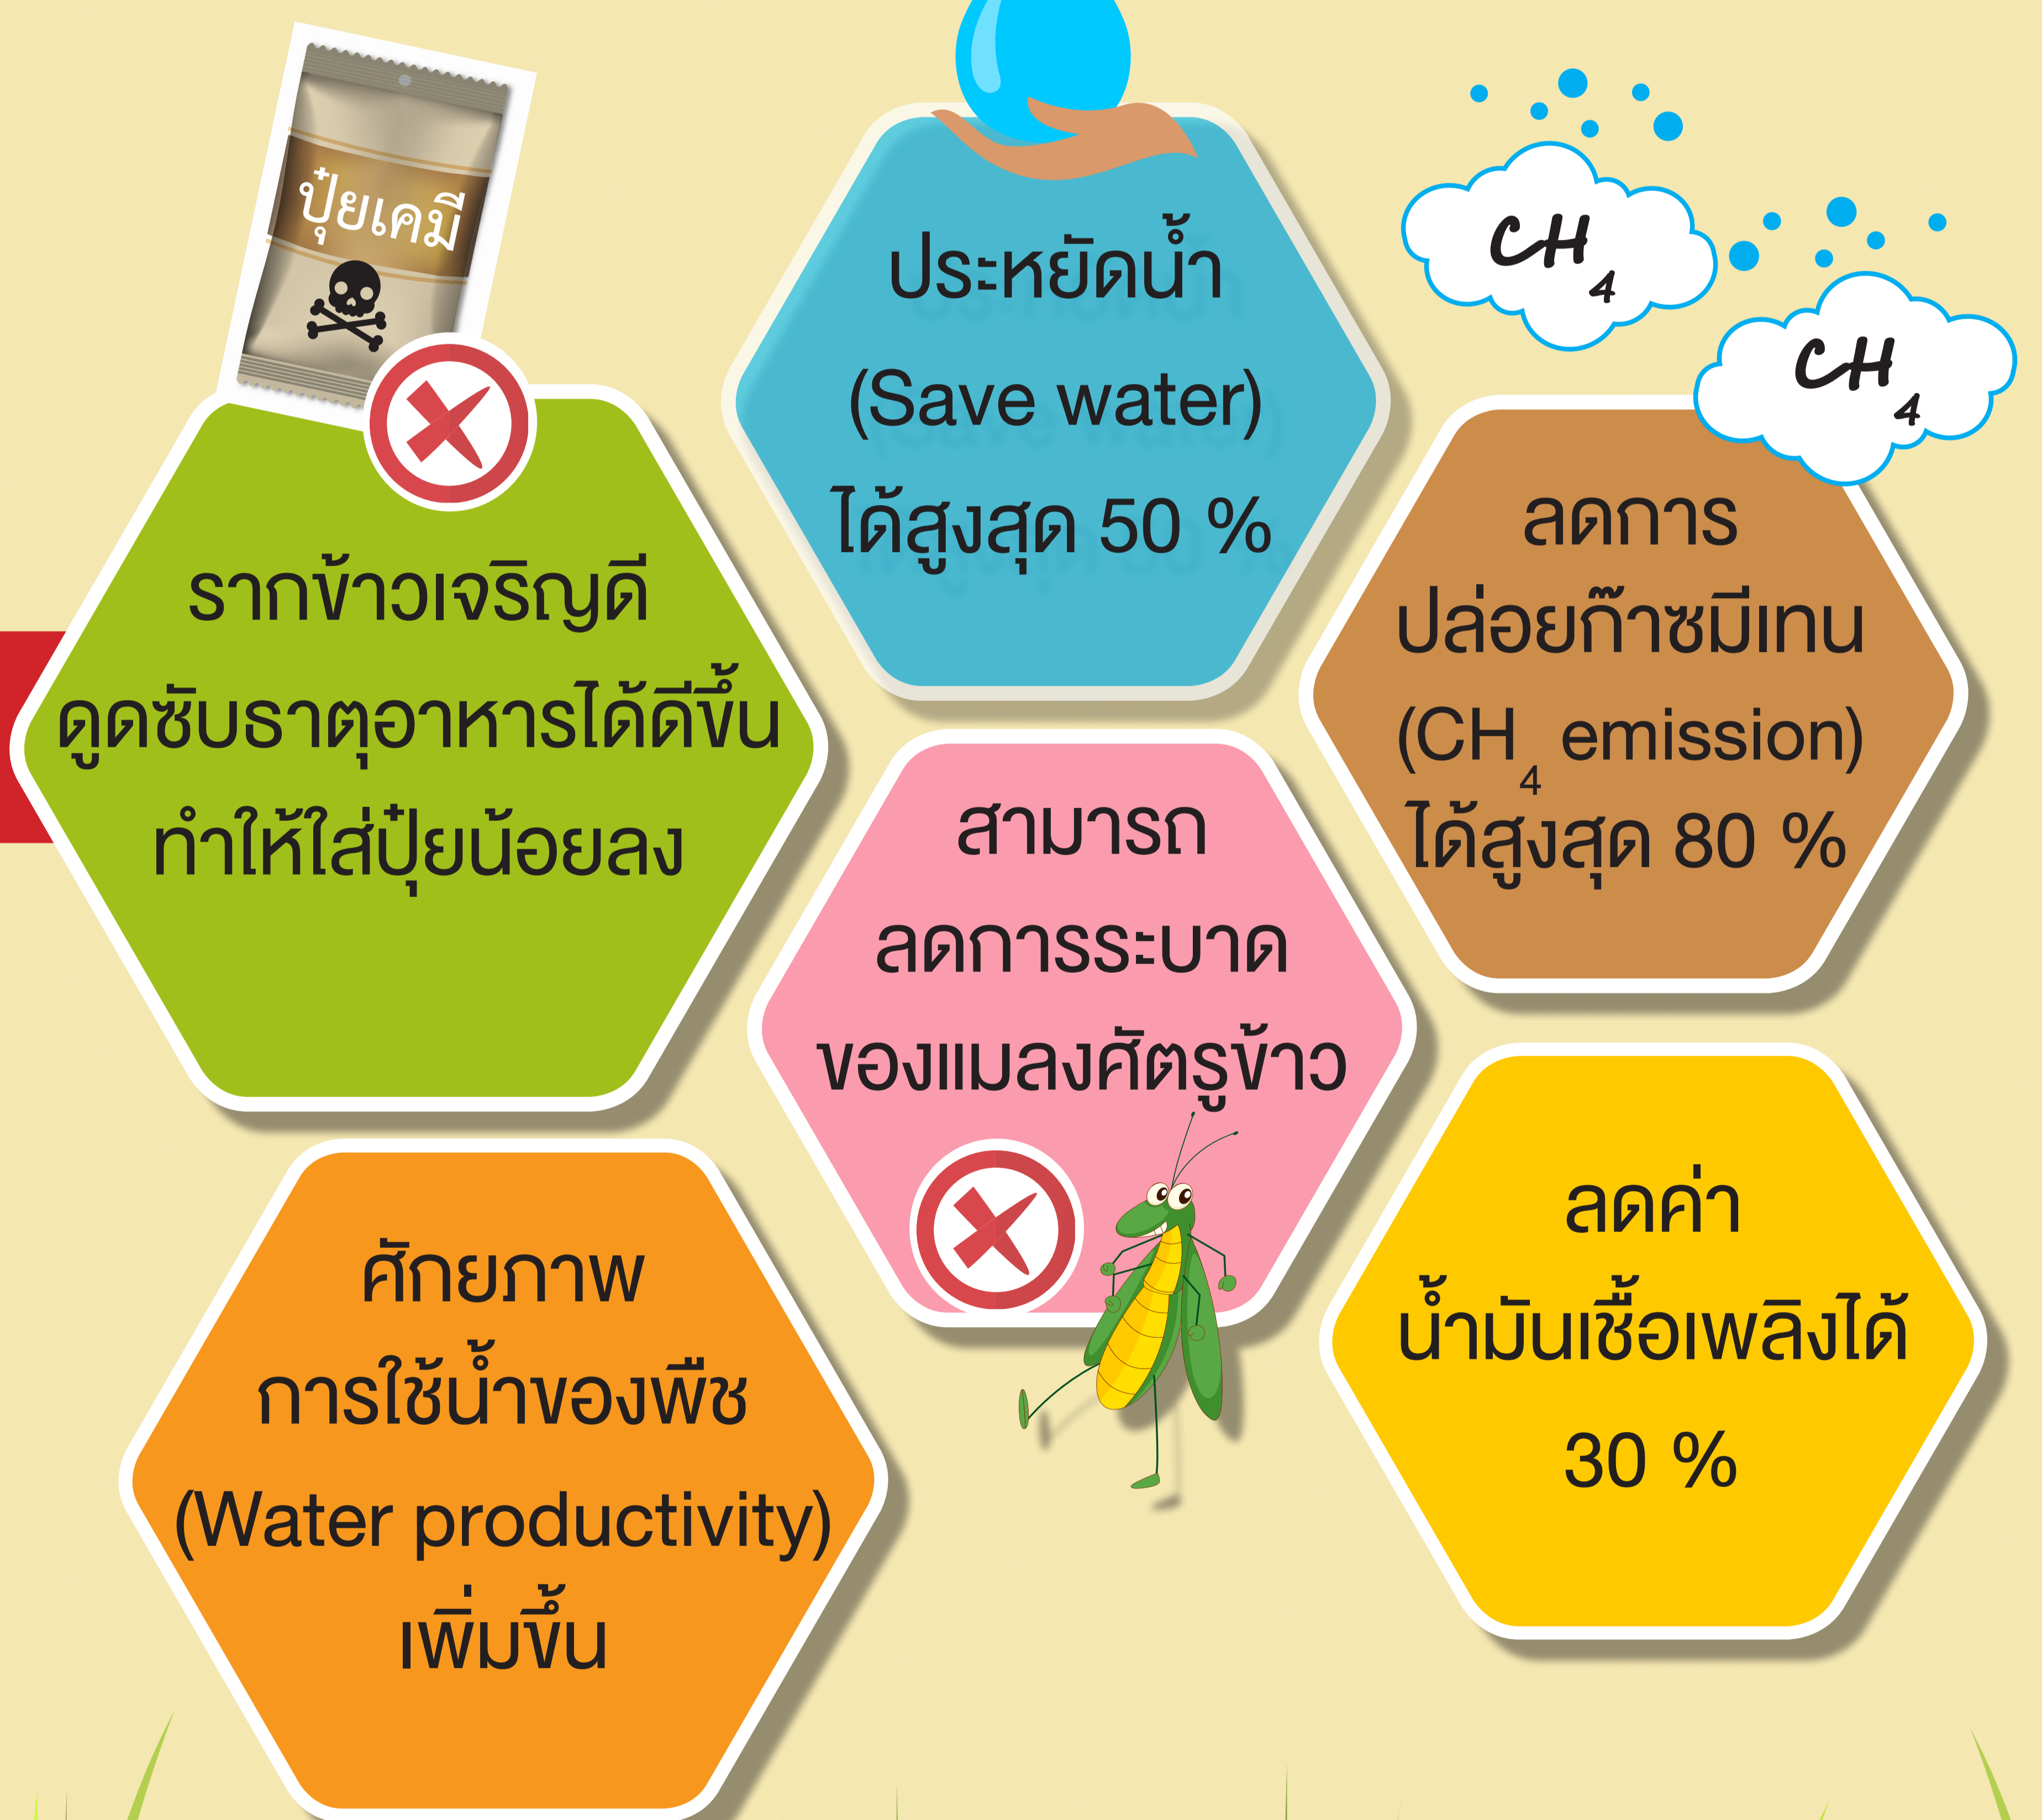 ปุ๋ยเคมี
รากข้าวเจริญดี
ดูดซับธาตุอาหารได้ดีขึ้น
ทำให้ใส่ปุ๋ยน้อยลง
ประหยัดน้ำ
(Save water)
ได้สูงสุด 50 %
CH4
CH4
ลดการ
ปล่อยก๊าซมีเทน
(CH4 emission)
ได้สูงสุด 80 %
สามารถ
ลดการระบาด
ของแมลงศัตรูข้าว
ศักยภาพ
การใช้น้ำของพืช
(Water productivity)
เพิ่มขึ้น
ลดค่า
น้ำมันเชื้อเพลิงได้
30 %